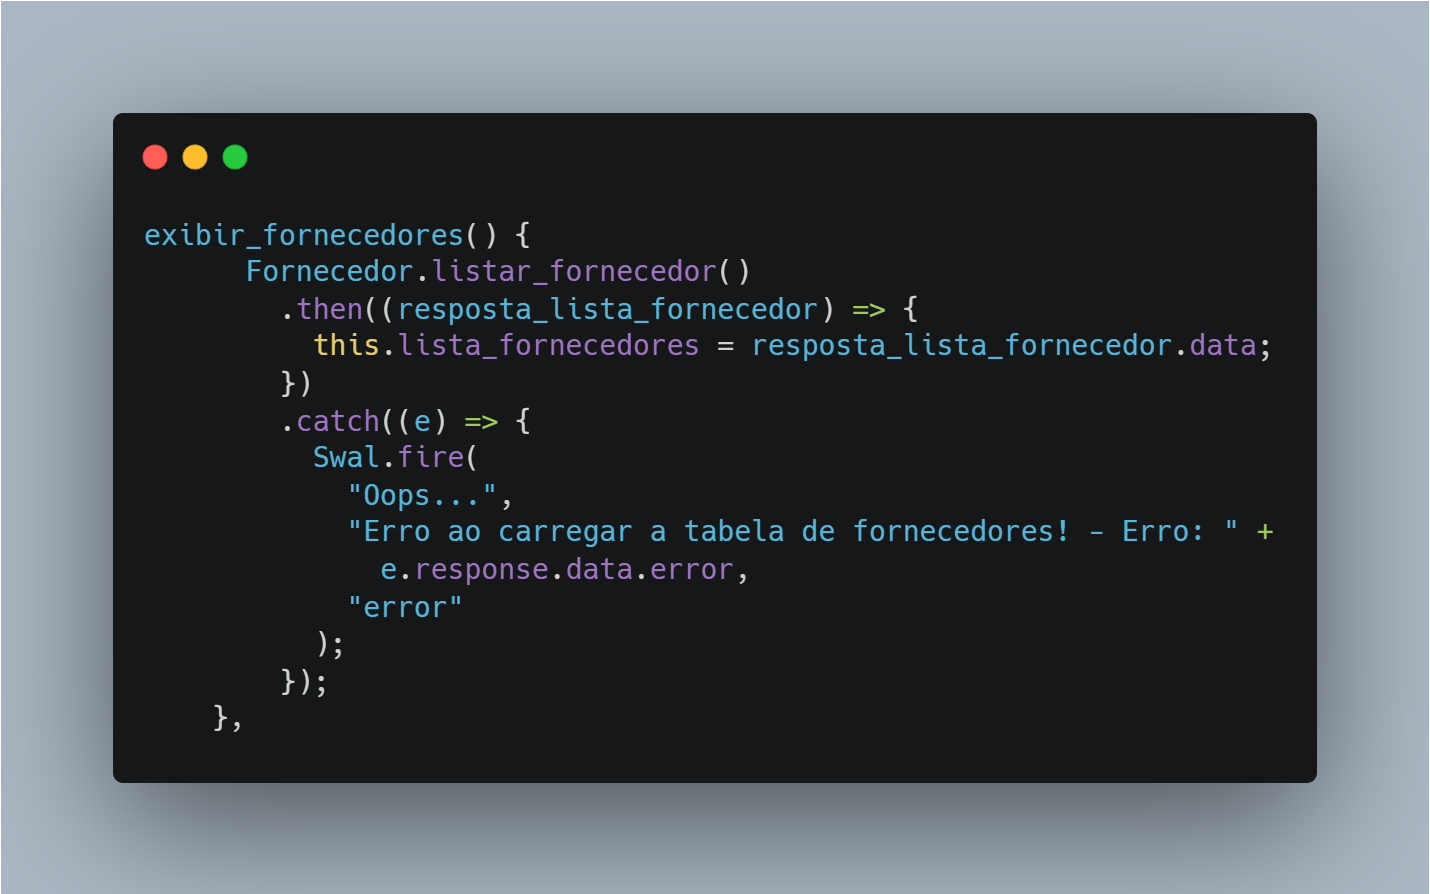 exibir_fornecedores() {
      Fornecedor.listar_fornecedor()
        .then((resposta_lista_fornecedor) => {
          this.lista_fornecedores = resposta_lista_fornecedor.data;
        })
        .catch((e) => {
          Swal.fire(
            "Oops...",
            "Erro ao carregar a tabela de fornecedores! - Erro: " +
              e.response.data.error,
            "error"
          );
        });
    },